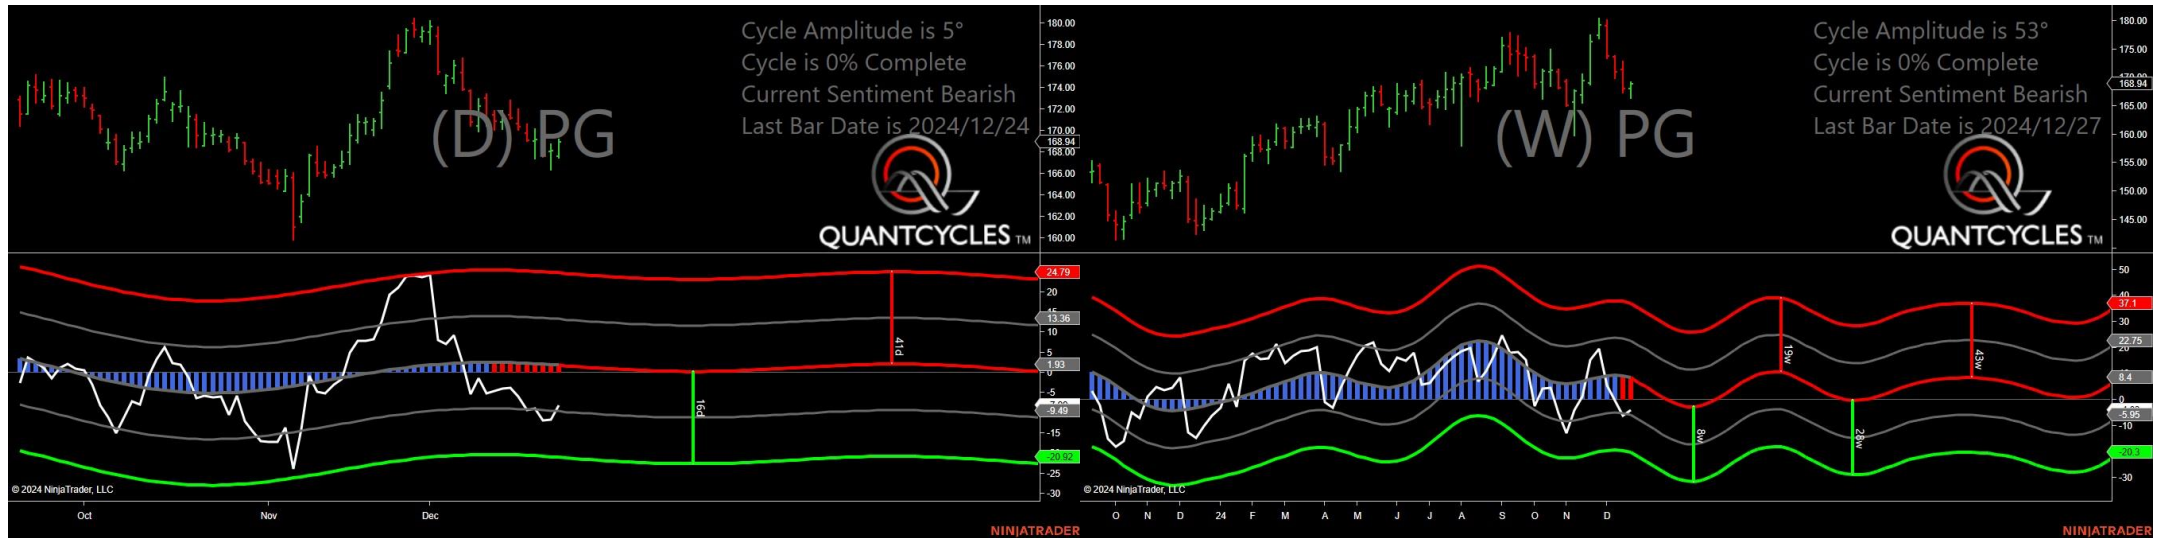 Cycle Amplitude is 5°
Cycle is 0% Complete
Current Sentiment Bearish
Last Bar Date is 2024/12/24
(D) PG
QUANTCYCLES TM
180.00
178.00
176.00
174.00
172.00
170.00
168.94
168.00
166.00
164.00
162.00
160.00
24.79
20
13.36
10
5
1.93
0
-5
-9.49
-15
-20.92
-25
-30
41d
16d
© 2024 NinjaTrader, LLC
Oct Nov Dec
NINJATRADER
Cycle Amplitude is 53°
Cycle is 0% Complete
Current Sentiment Bearish
Last Bar Date is 2024/12/27
(W) PG
QUANTCYCLES TM
180.00
175.00
168.94
165.00
160.00
155.00
150.00
145.00
50
37.1
30
22.75
8.4
0
-5.95
-10
-20.3
-30
19w
43w
8w
28w
© 2024 NinjaTrader, LLC
O N D 24 F M A M J J A S O N D
NINJATRADER